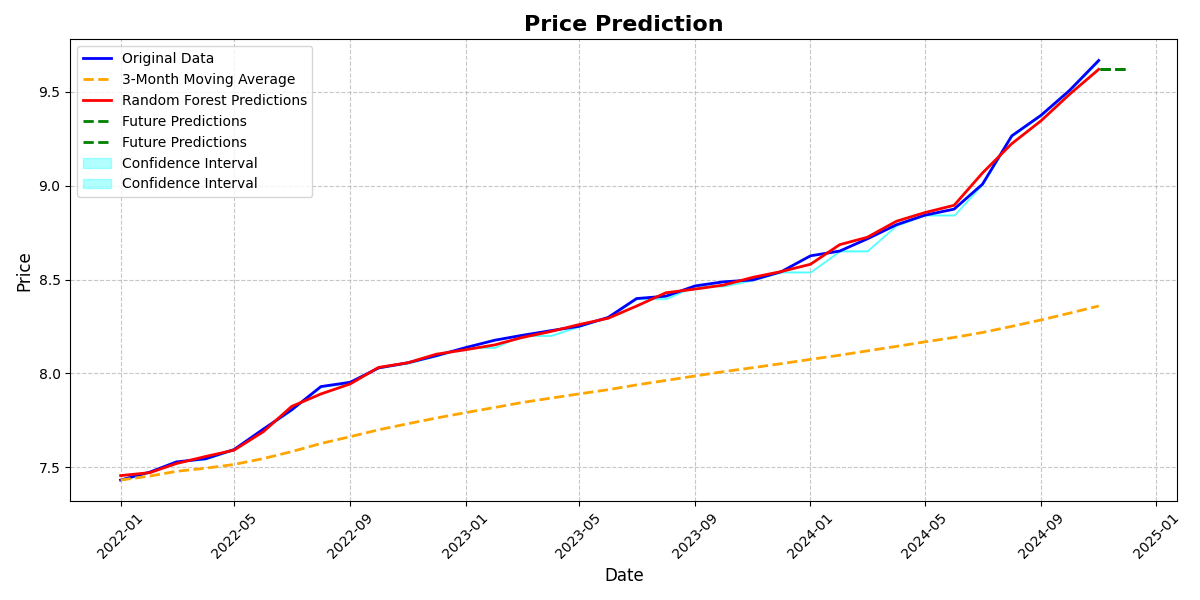 Price Prediction
Original Data
3-Month Moving Average
Random Forest Predictions
Future Predictions
Future Predictions
Confidence Interval
Confidence Interval
9.5
9.0
8.5
8.0
7.5
Price
2022-01
2022-05
2022-09
2023-01
2023-05
2023-09
2024-01
2024-05
2024-09
2025-01
Date